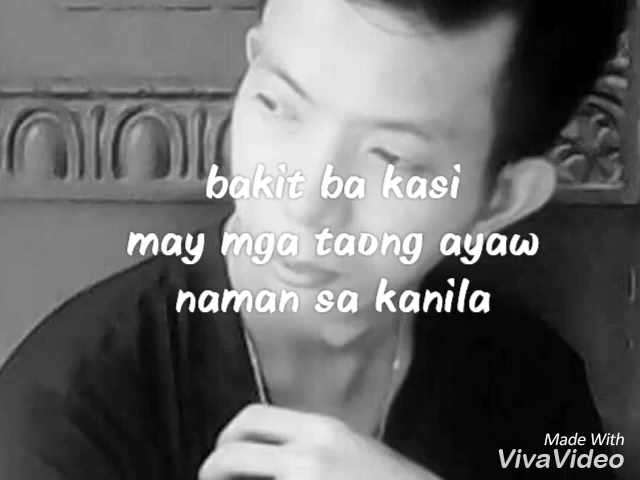 bakit ba kasi
may mga taong ayaw
naman sa kanila
Made With
VivaVideo